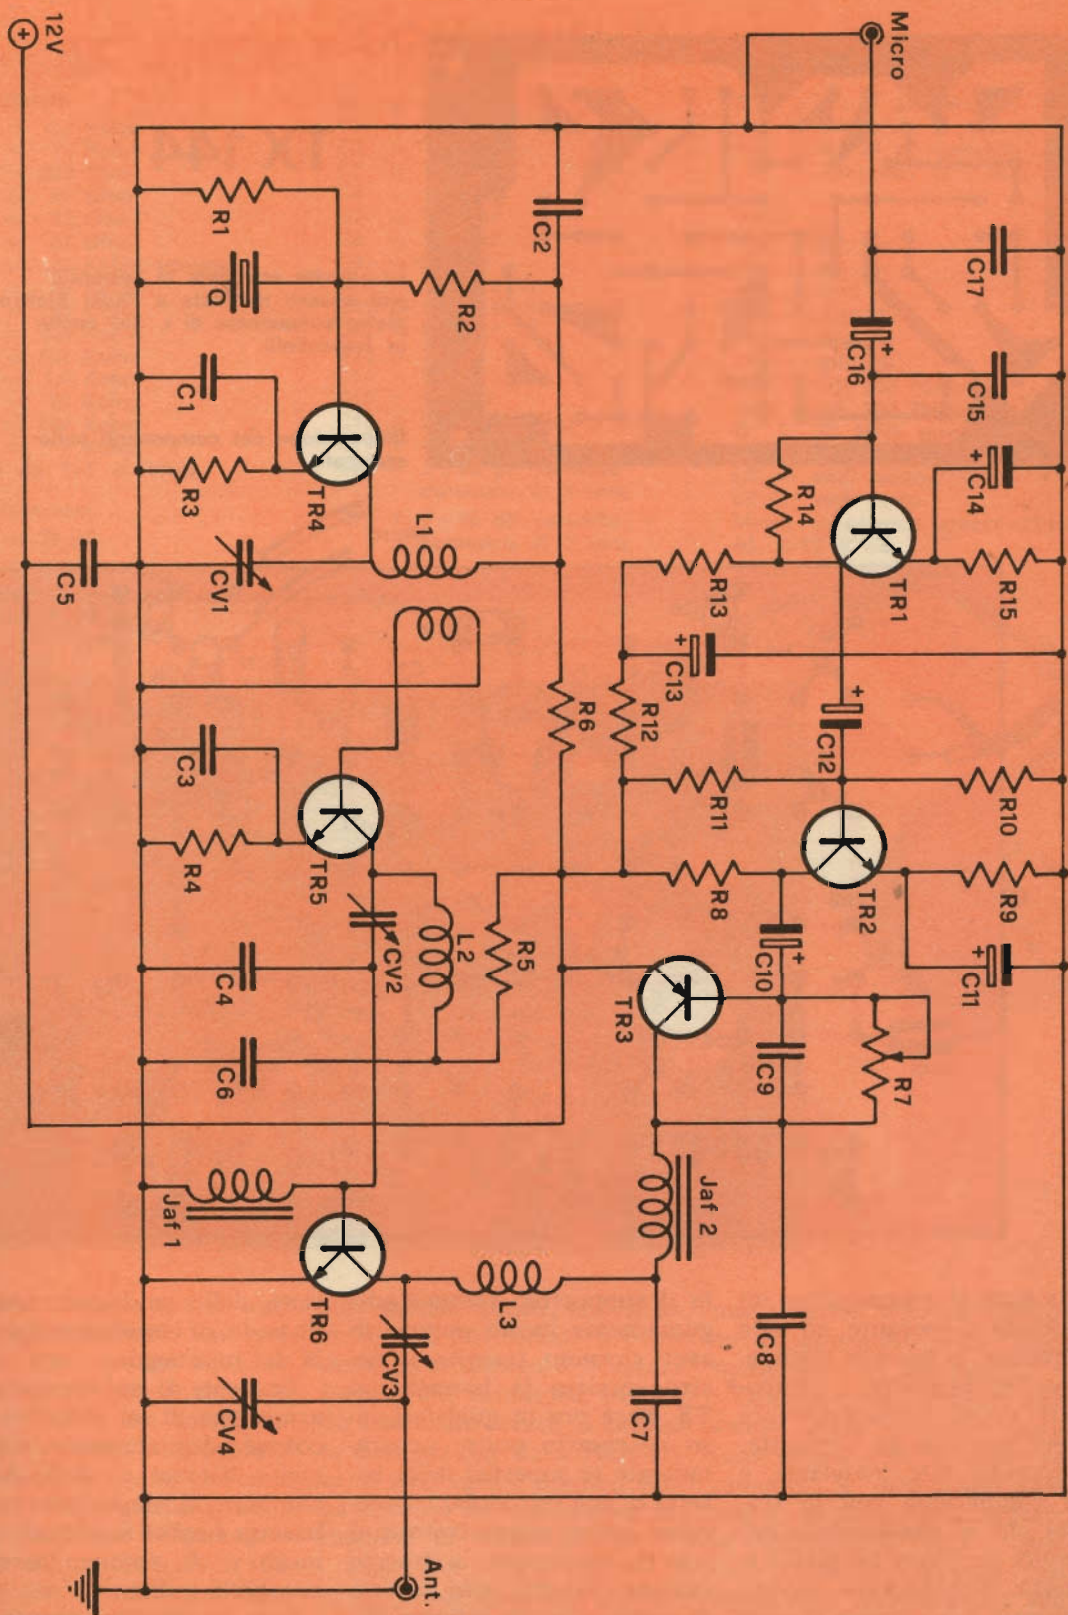 12V
+
Micro
C17
C16
+
C15
+
C14
R15
R14
TR1
R13
+
C13
R12
+
C12
R11
R10
R9
TR2
R8
+
C11
+
C10
C9
R7
TR3
Jaf 2
C8
C7
C2
R1
Q
R2
C1
R3
TR4
L1
CV1
C5
R6
C3
R4
TR5
CV2
L2
R5
C4
C6
Jaf 1
TR6
L3
CV3
CV4
Ant.